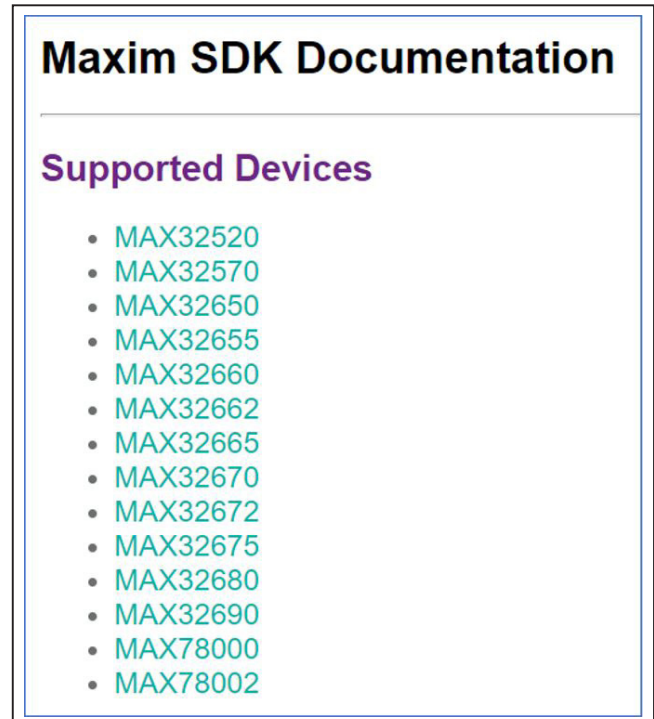 Maxim SDK Documentation
Supported Devices
MAX32520
MAX32570
MAX32650
MAX32655
MAX32660
MAX32662
MAX32665
MAX32670
MAX32672
MAX32675
MAX32680
MAX32690
MAX78000
MAX78002